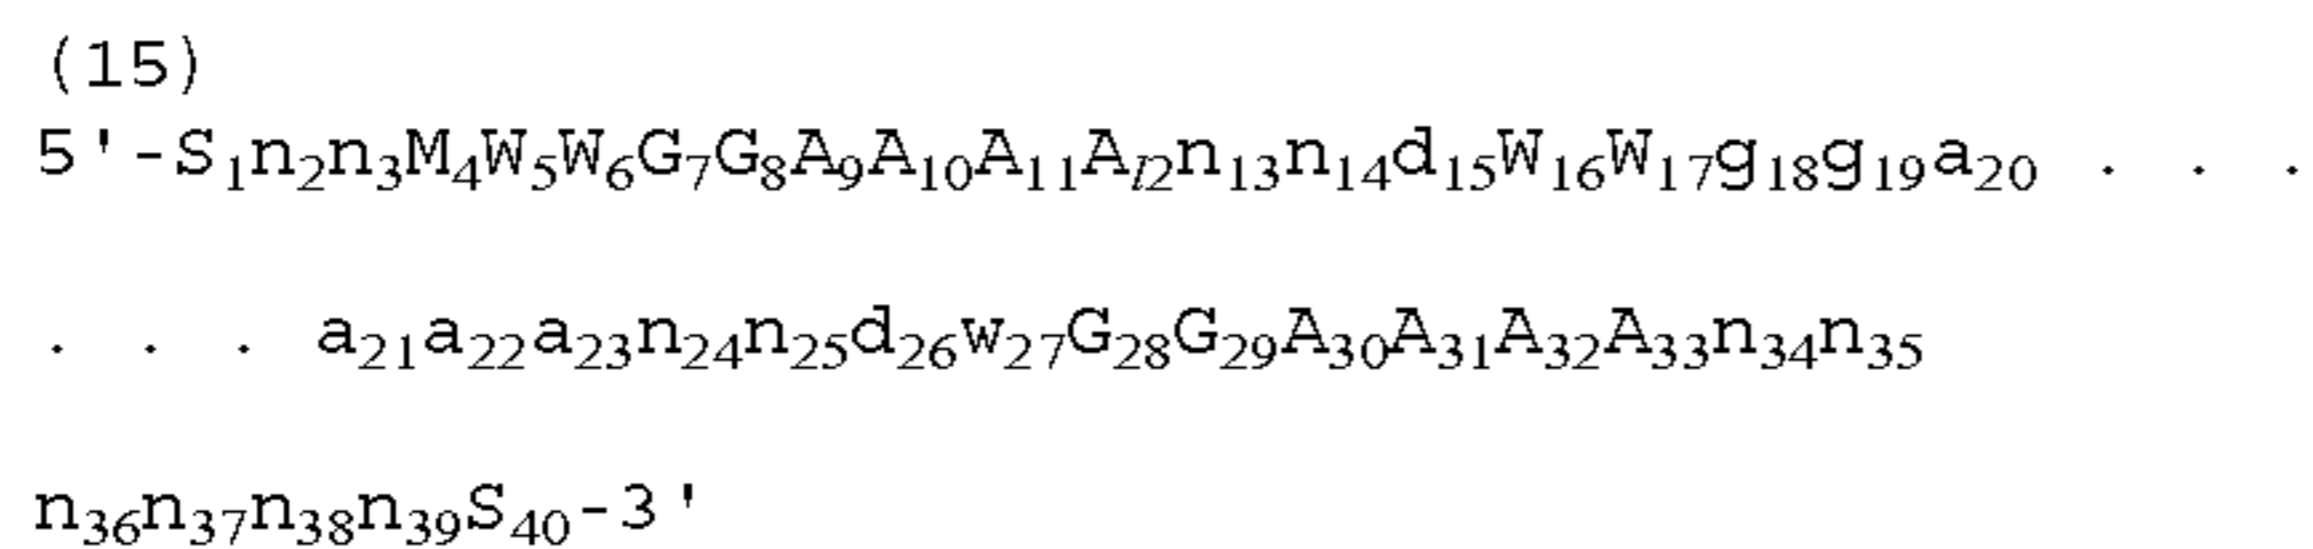 (15)
5'-S₁n₂n₃M₄W₅W₆G₇G₈A₉A₁₀A₁₁A₁₂n₁₃n₁₄d₁₅W₁₆W₁₇g₁₈g₁₉a₂₀ . . .
. . . a₂₁a₂₂a₂₃n₂₄n₂₅d₂₆w₂₇G₂₈G₂₉A₃₀A₃₁A₃₂A₃₃n₃₄n₃₅
n₃₆n₃₇n₃₈n₃₉S₄₀-3'